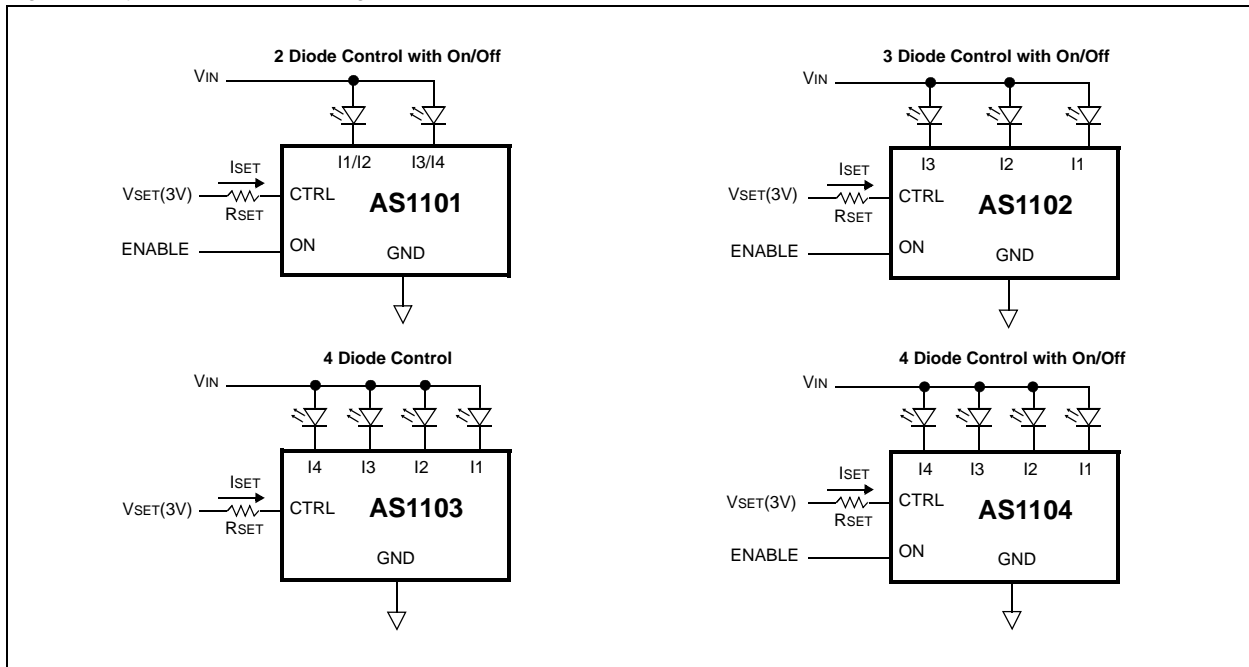 2 Diode Control with On/Off
VIN
I1/I2 I3/I4
ISET
VSET(3V)
RSET
CTRL
AS1101
ENABLE
ON
GND
3 Diode Control with On/Off
VIN
I3 I2 I1
ISET
VSET(3V)
RSET
CTRL
AS1102
ENABLE
ON
GND
4 Diode Control
VIN
I4 I3 I2 I1
ISET
VSET(3V)
RSET
CTRL
AS1103
GND
4 Diode Control with On/Off
VIN
I4 I3 I2 I1
ISET
VSET(3V)
RSET
CTRL
AS1104
ENABLE
ON
GND